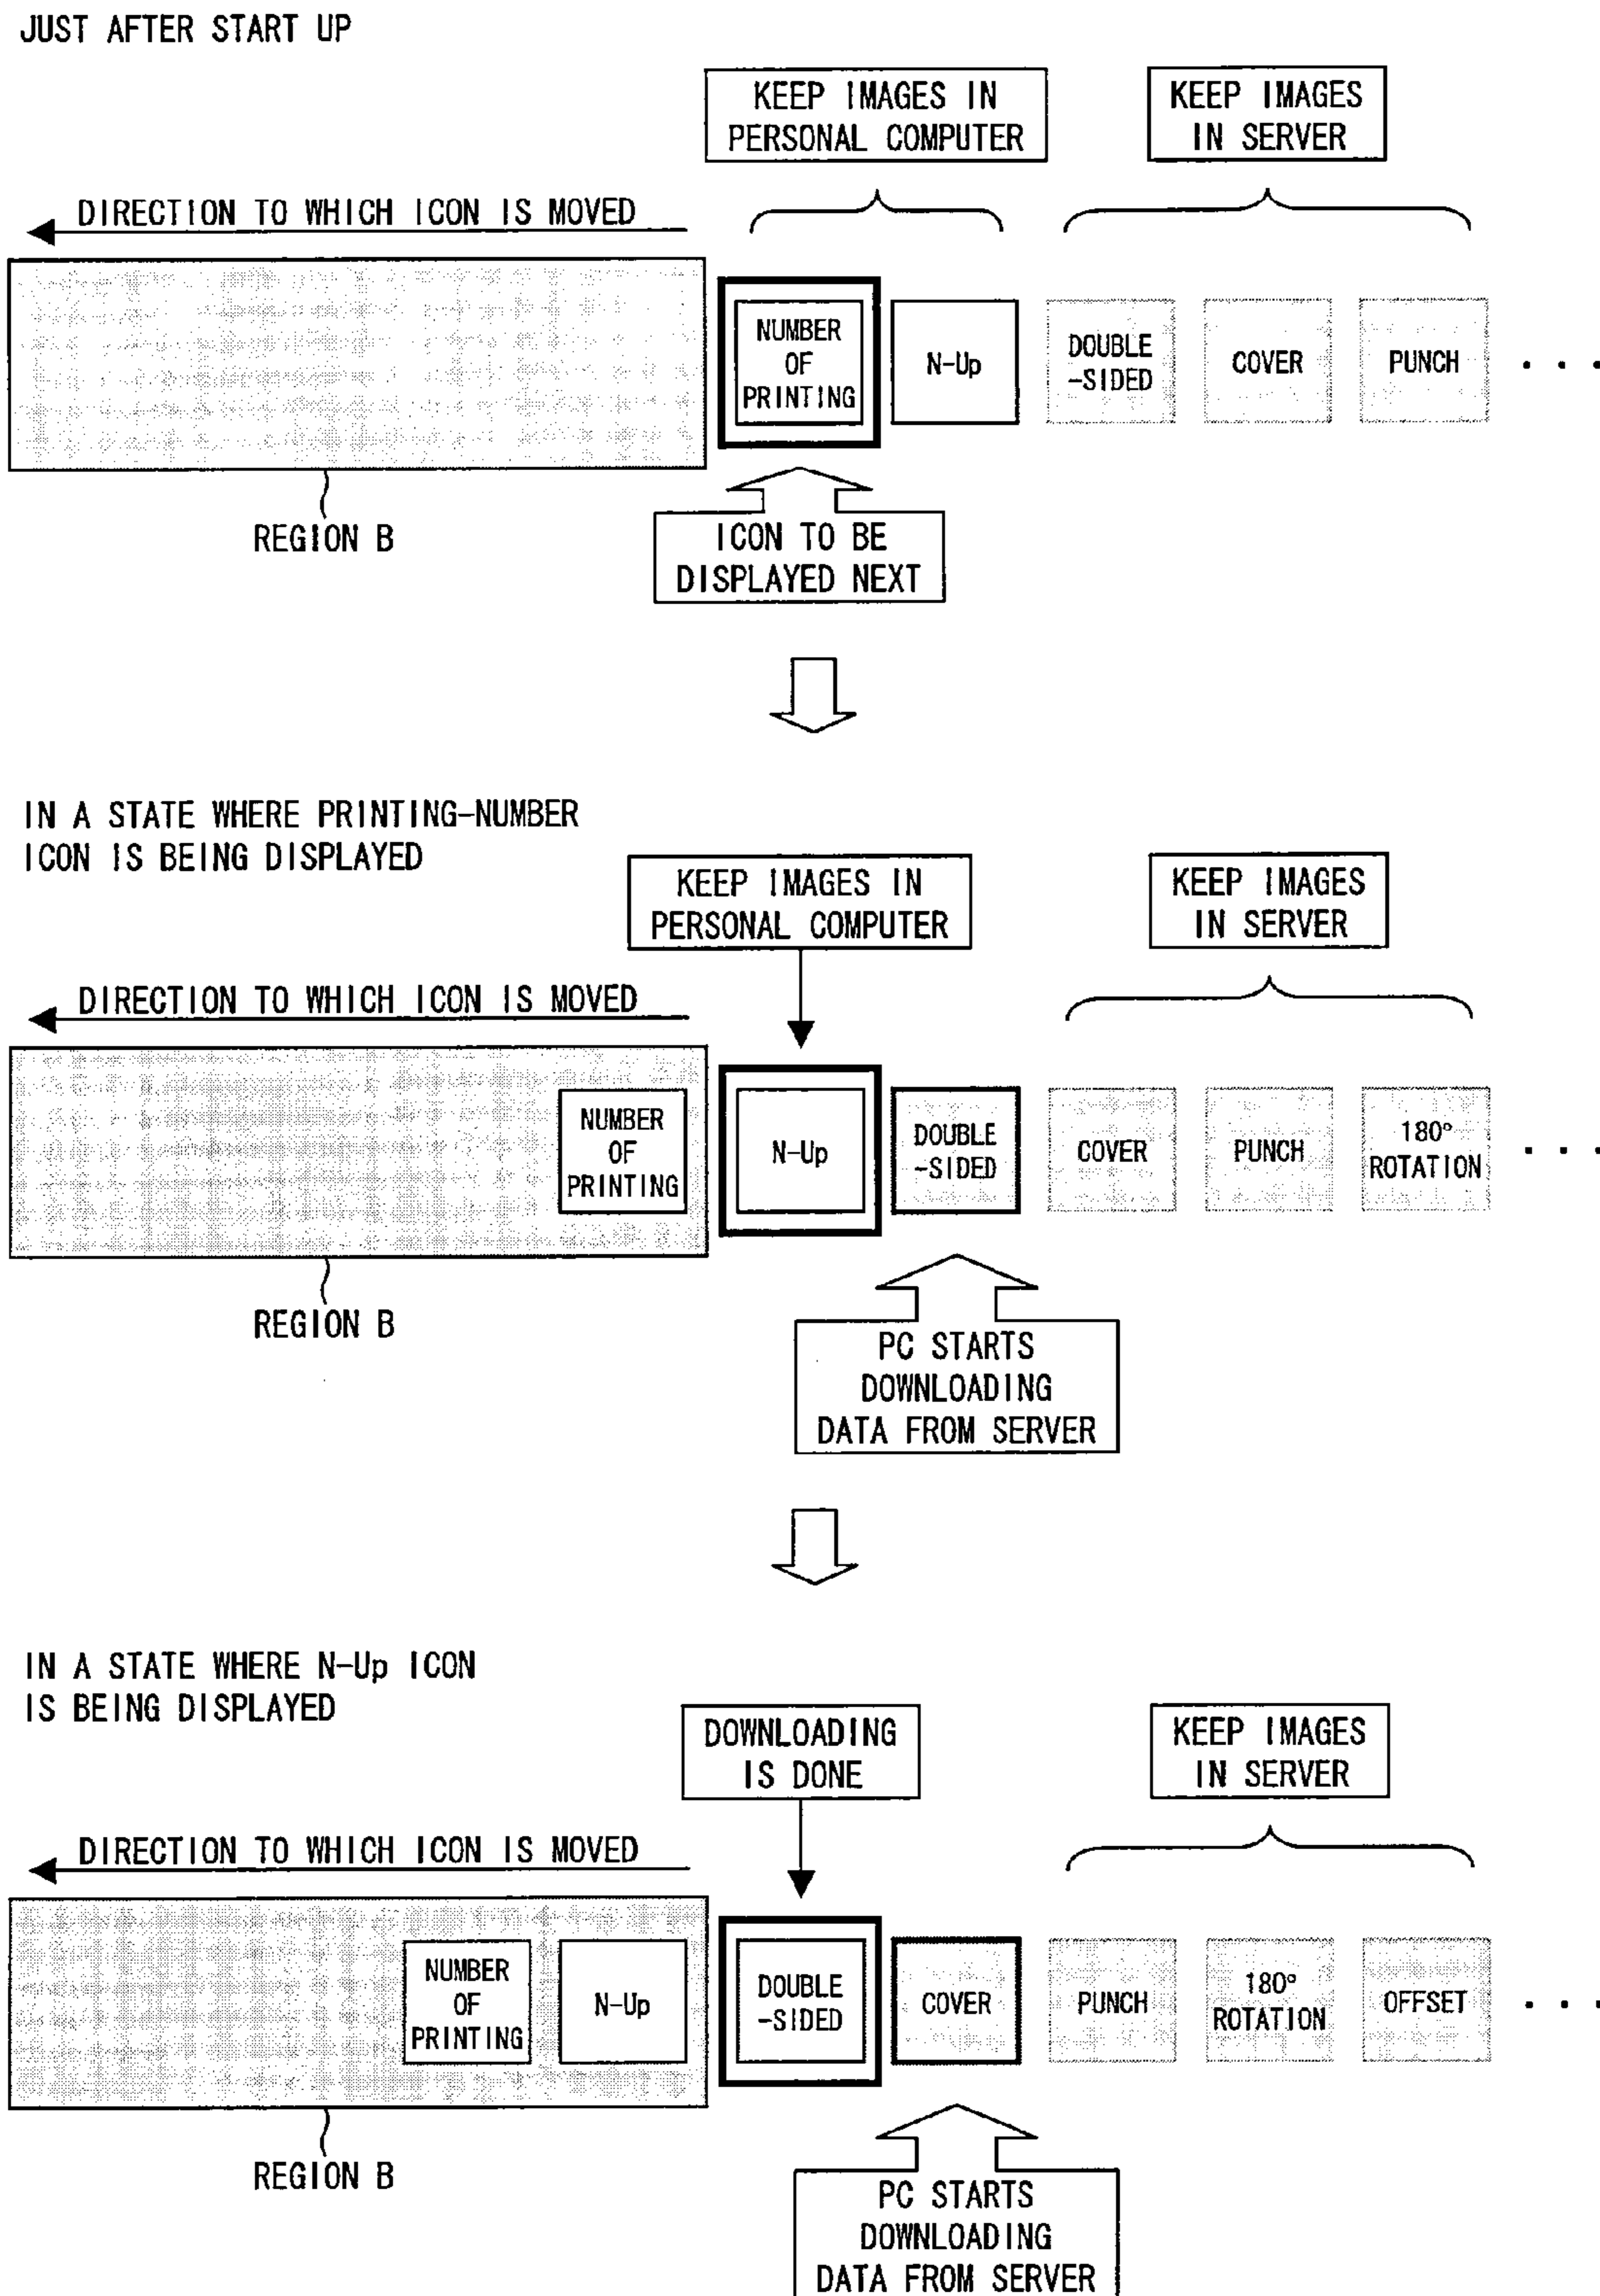 JUST AFTER START UP
KEEP IMAGES IN
PERSONAL COMPUTER
KEEP IMAGES
IN SERVER
DIRECTION TO WHICH ICON IS MOVED
NUMBER
OF
PRINTING
N-Up
DOUBLE
-SIDED
COVER
PUNCH
. . .
REGION B
ICON TO BE
DISPLAYED NEXT
IN A STATE WHERE PRINTING-NUMBER
ICON IS BEING DISPLAYED
KEEP IMAGES IN
PERSONAL COMPUTER
KEEP IMAGES
IN SERVER
DIRECTION TO WHICH ICON IS MOVED
NUMBER
OF
PRINTING
N-Up
DOUBLE
-SIDED
COVER
PUNCH
180°
ROTATION
. . .
REGION B
PC STARTS
DOWNLOADING
DATA FROM SERVER
IN A STATE WHERE N-Up ICON
IS BEING DISPLAYED
DOWNLOADING
IS DONE
KEEP IMAGES
IN SERVER
DIRECTION TO WHICH ICON IS MOVED
NUMBER
OF
PRINTING
N-Up
DOUBLE
-SIDED
COVER
PUNCH
180°
ROTATION
OFFSET
. . .
REGION B
PC STARTS
DOWNLOADING
DATA FROM SERVER